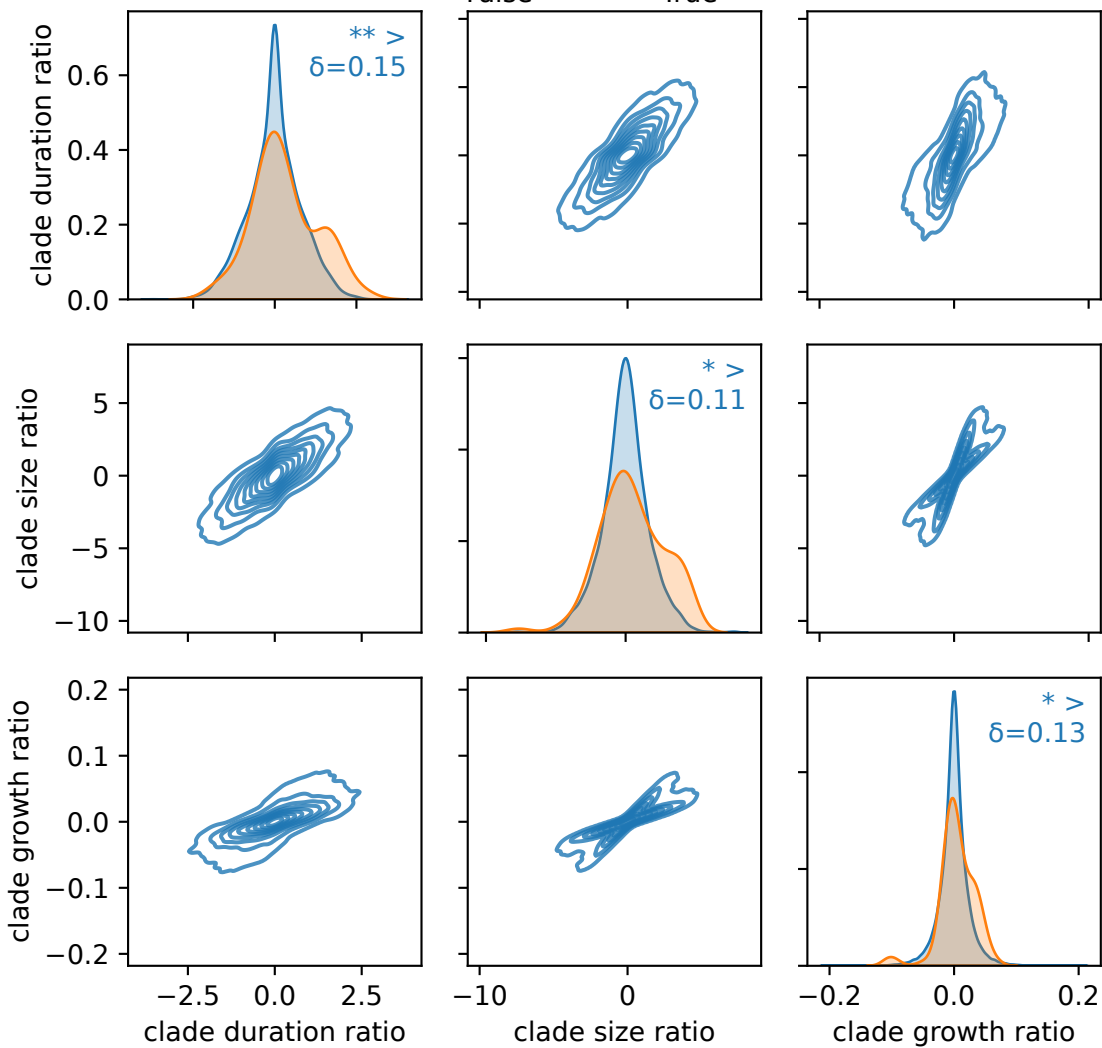 False True
clade duration ratio
0.6
0.4
0.2
0.0
** >
δ=0.15
clade size ratio
5
0
−5
−10
* >
δ=0.11
clade growth ratio
0.2
0.1
0.0
−0.1
−0.2
* >
δ=0.13
−2.5 0.0 2.5 −10 0 −0.2 0.0 0.2
clade duration ratio clade size ratio clade growth ratio